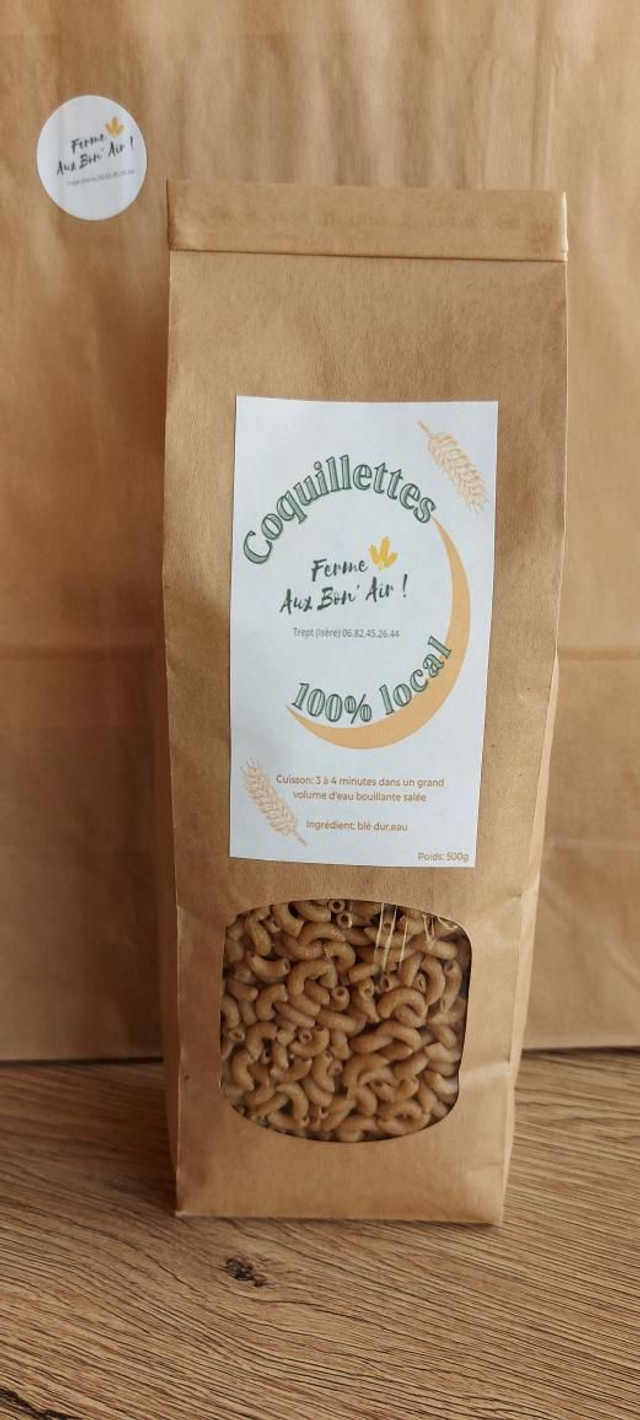 Ferme
Aux Bon' Air !
Coquillettes
Ferme
Aux Bon' Air !
Trept (Isère) 06.82.45.26.44
100% local
Cuisson: 3 à 4 minutes dans un grand
volume d'eau bouillante salée
Ingrédient: blé dur,eau
Poids: 500g